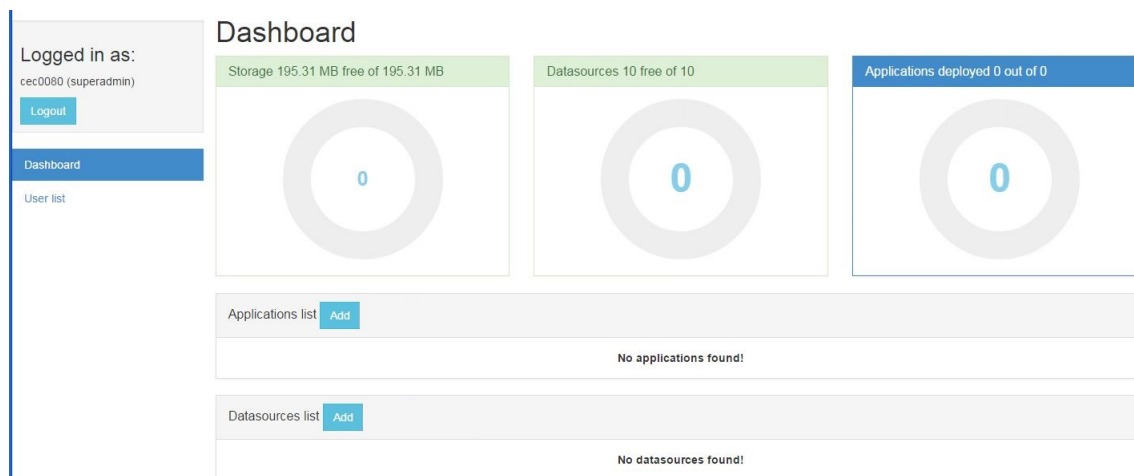 Logged in as:
cec0080 (superadmin)
Logout
Dashboard
User list
Dashboard
Storage 195.31 MB free of 195.31 MB
0
Datasources 10 free of 10
0
Applications deployed 0 out of 0
0
Applications list Add
No applications found!
Datasources list Add
No datasources found!